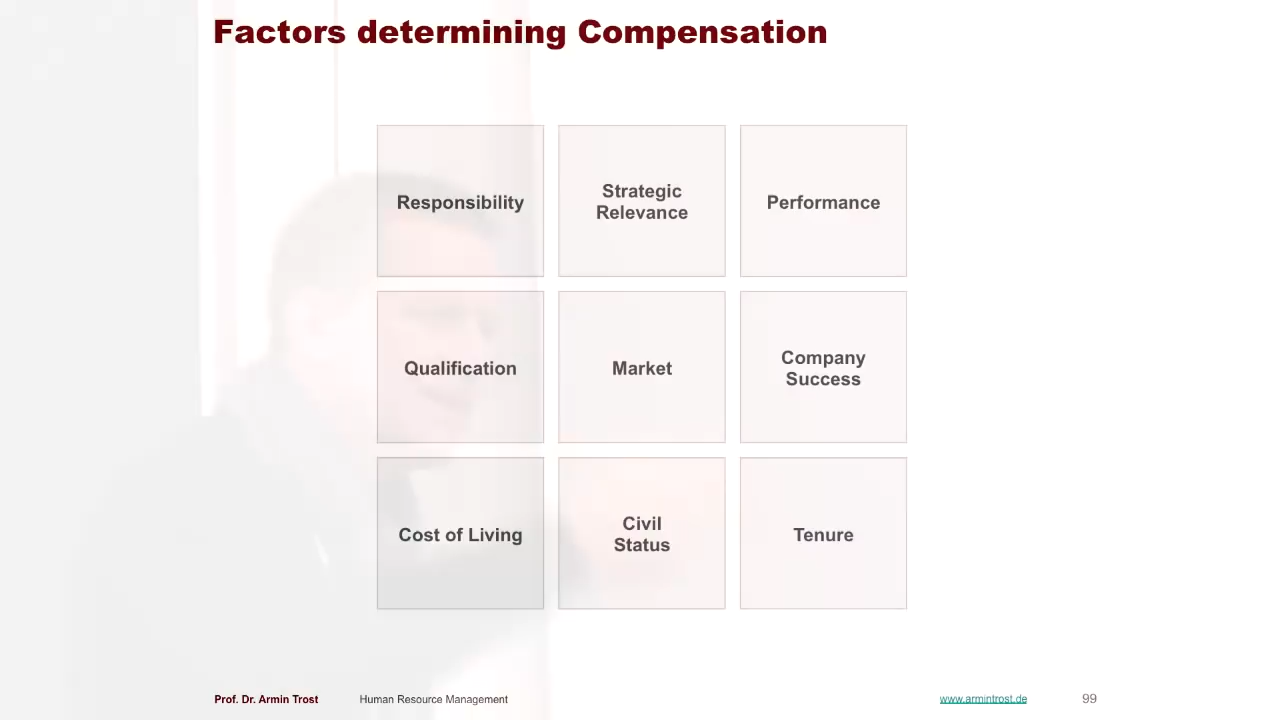 Factors determining Compensation
Responsibility
Strategic
Relevance
Performance
Qualification
Market
Company
Success
Cost of Living
Civil
Status
Tenure
Prof. Dr. Armin Trost
Human Resource Management
www.armintrost.de
99